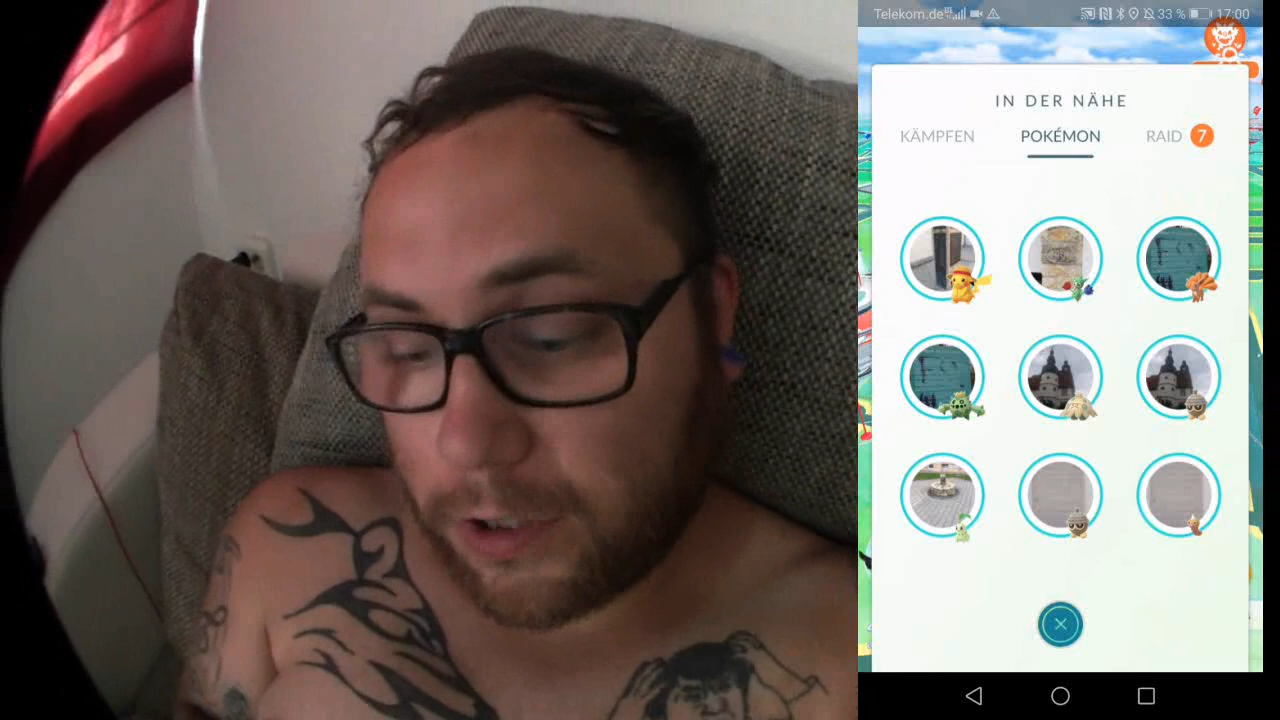 Telekom.de 33 % 17:00
IN DER NÄHE
KÄMPFEN POKÉMON RAID 7